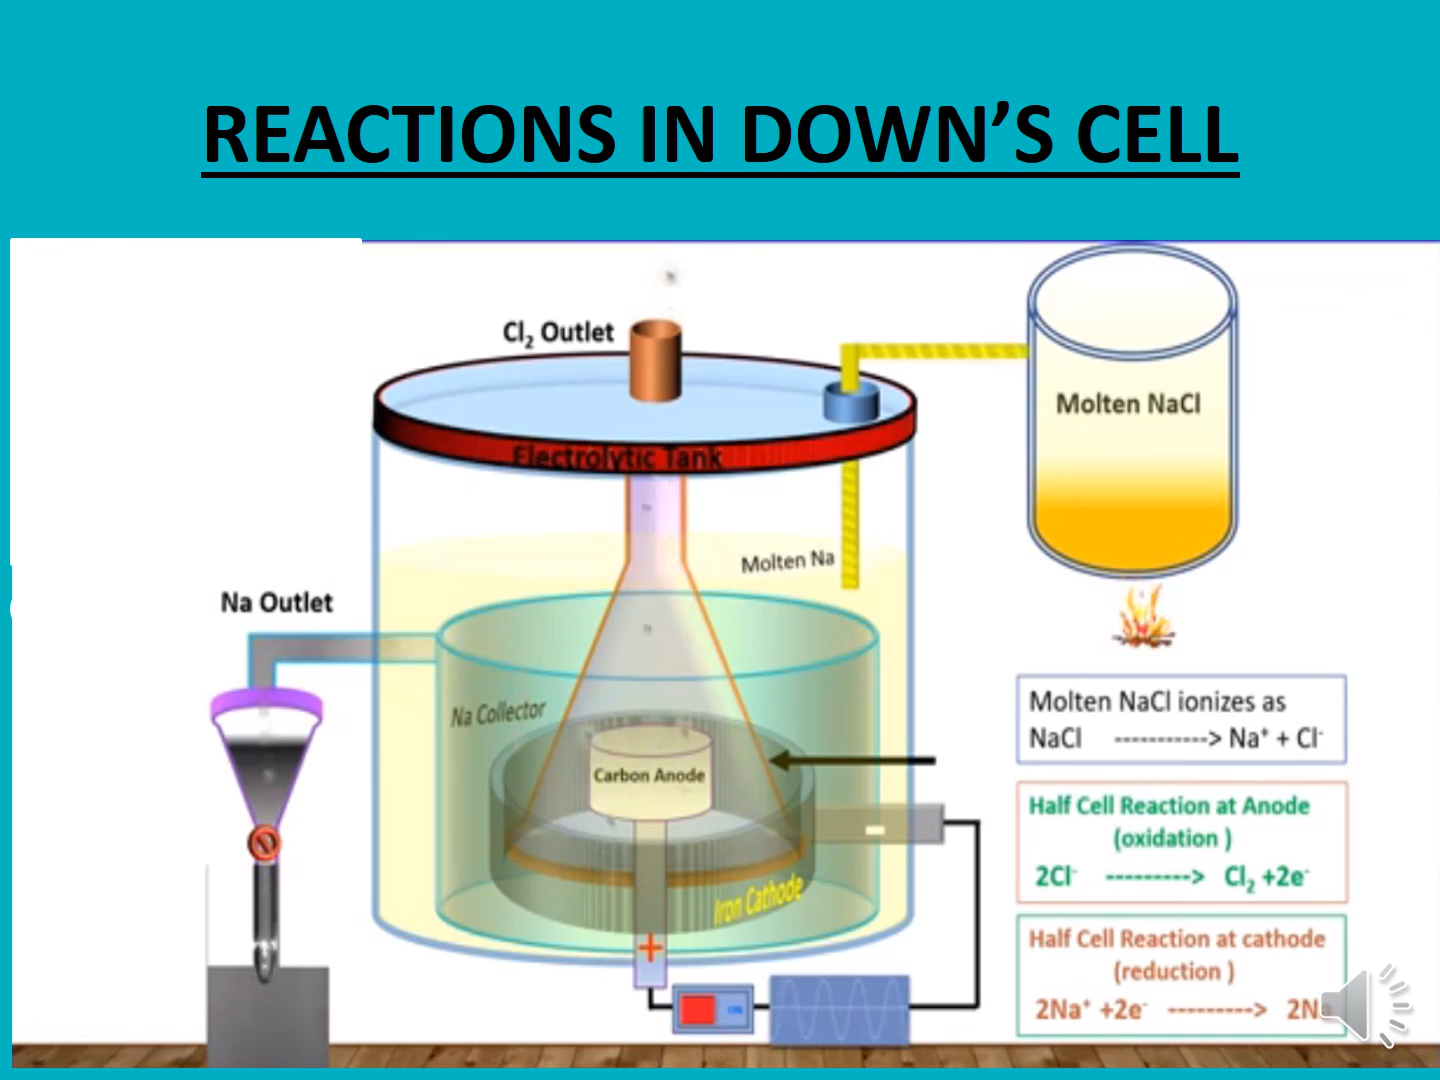 REACTIONS IN DOWN’S CELL
Cl₂ Outlet
Molten NaCl
Electrolytic Tank
Molten Na
Na Outlet
Na Collector
Carbon Anode
Iron Cathode
+
-
ON
Molten NaCl ionizes as
NaCl -----------> Na⁺ + Cl⁻
Half Cell Reaction at Anode
(oxidation )
2Cl⁻ ---------> Cl₂ +2e⁻
Half Cell Reaction at cathode
(reduction )
2Na⁺ +2e⁻ ---------> 2N